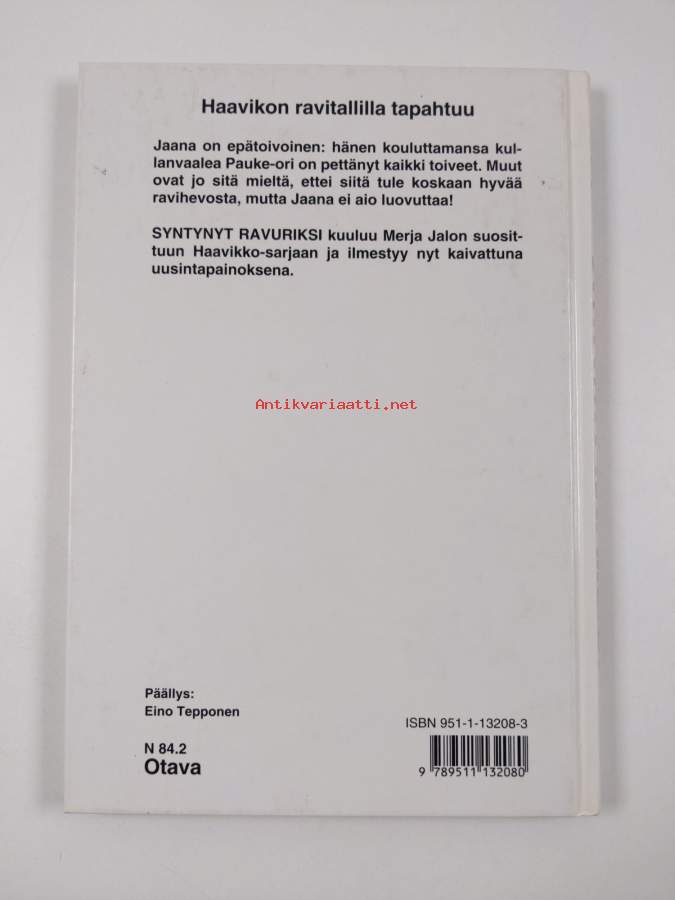 Haavikon ravitallilla tapahtuu
Jaana on epätoivoinen: hänen kouluttamansa kul-
lanvaalea Pauke-ori on pettänyt kaikki toiveet. Muut
ovat jo sitä mieltä, ettei siitä tule koskaan hyvää
ravihevosta, mutta Jaana ei aio luovuttaa!
SYNTYNYT RAVURIKSI kuuluu Merja Jalon suosit-
tuun Haavikko-sarjaan ja ilmestyy nyt kaivattuna
uusintapainoksena.
Antikvariaatti.net
Päällys:
Eino Tepponen
N 84.2
Otava
ISBN 951-1-13208-3
9 789511 132080